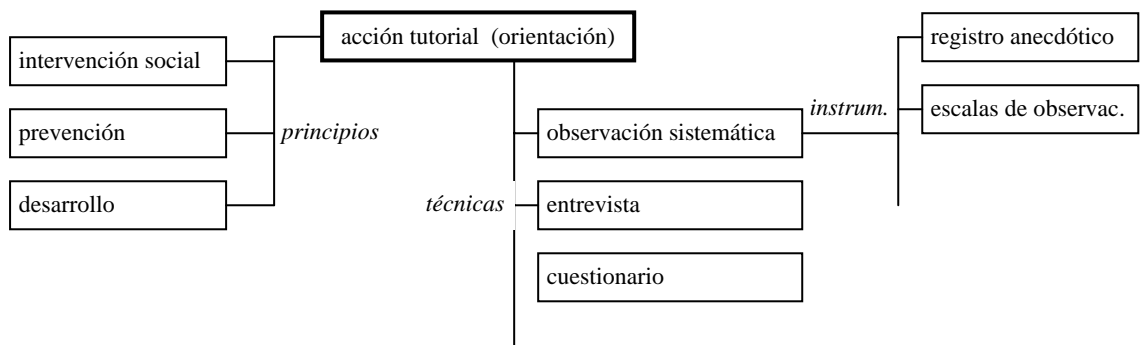 acción tutorial (orientación)
intervención social
prevención
desarrollo
principios
técnicas
observación sistemática
entrevista
cuestionario
instrum.
registro anecdótico
escalas de observac.